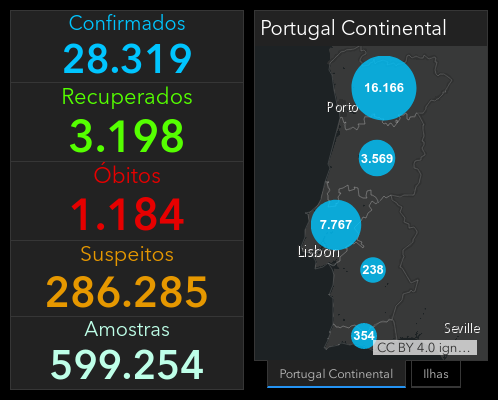 Confirmados
28.319
Recuperados
3.198
Óbitos
1.184
Suspeitos
286.285
Amostras
599.254
Portugal Continental
16.166
Porto
3.569
7.767
Lisbon
238
354
Seville
CC BY 4.0 ign…
Portugal Continental
Ilhas